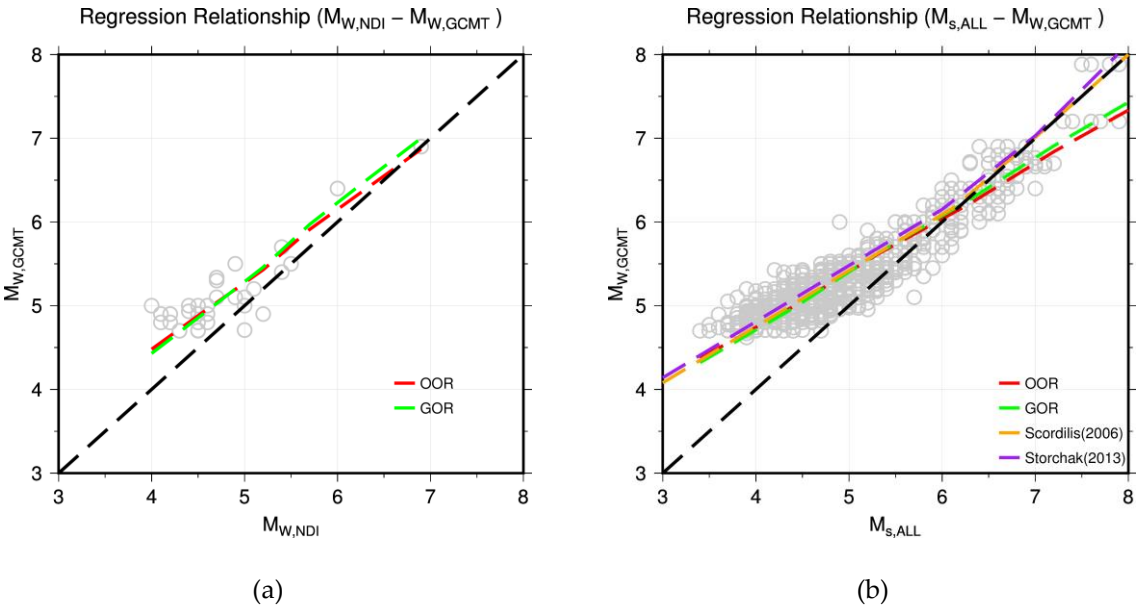 Regression Relationship (M_W,NDI − M_W,GCMT )
8
7
6
5
4
3
M_W,GCMT
OOR
GOR
3 4 5 6 7 8
M_W,NDI
(a)
Regression Relationship (M_s,ALL − M_W,GCMT )
8
7
6
5
4
3
M_W,GCMT
OOR
GOR
Scordilis(2006)
Storchak(2013)
3 4 5 6 7 8
M_s,ALL
(b)